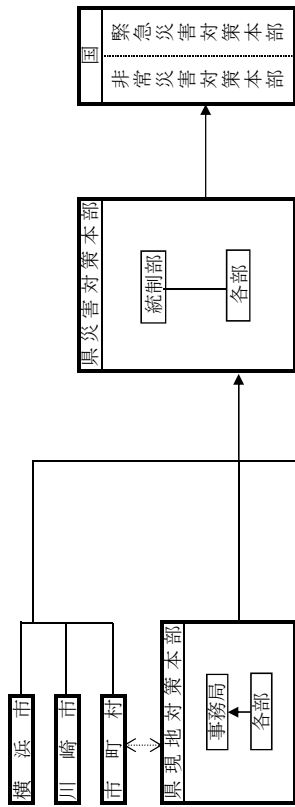 横浜市
川崎市
市町村
県現地対策本部
事務局
各部
県災害対策本部
統制部
各部
国
緊急災害対策本部
非常災害対策本部